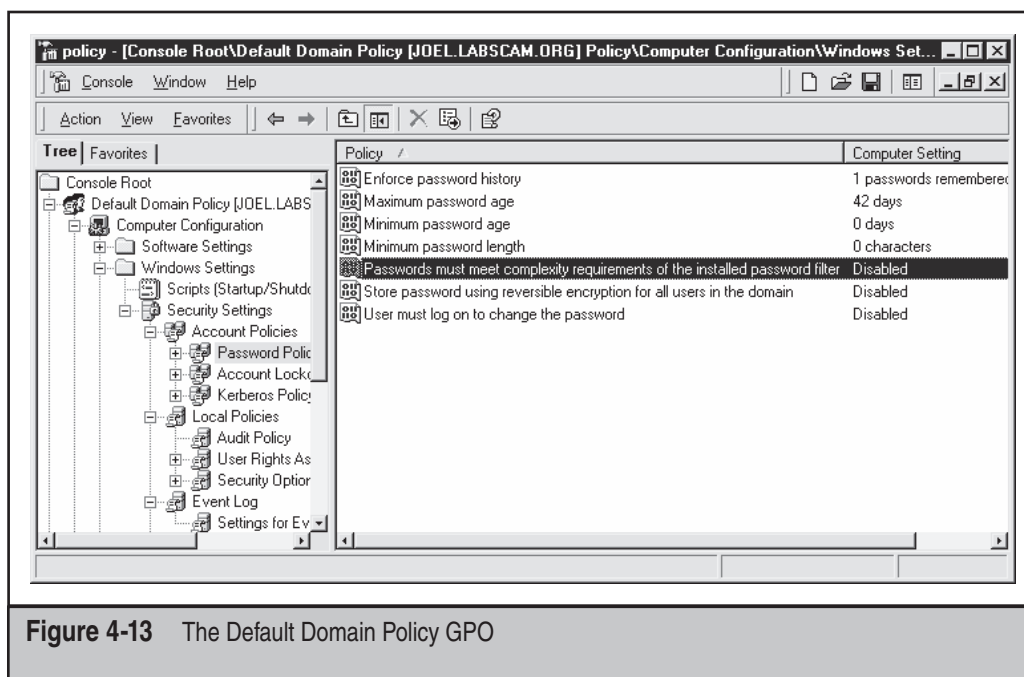 policy - [Console Root\Default Domain Policy [JOEL.LABSCAM.ORG] Policy\Computer Configuration\Windows Set...
Console Window Help
Action View Favorites
Tree Favorites
Policy Computer Setting
Console Root
Default Domain Policy [JOEL.LABS
Computer Configuration
Software Settings
Windows Settings
Scripts (Startup/Shutdo
Security Settings
Account Policies
Password Polic
Account Locko
Kerberos Policy
Local Policies
Audit Policy
User Rights As
Security Option
Event Log
Settings for Ev
Enforce password history 1 passwords remembered
Maximum password age 42 days
Minimum password age 0 days
Minimum password length 0 characters
Passwords must meet complexity requirements of the installed password filter Disabled
Store password using reversible encryption for all users in the domain Disabled
User must log on to change the password Disabled
Figure 4-13 The Default Domain Policy GPO